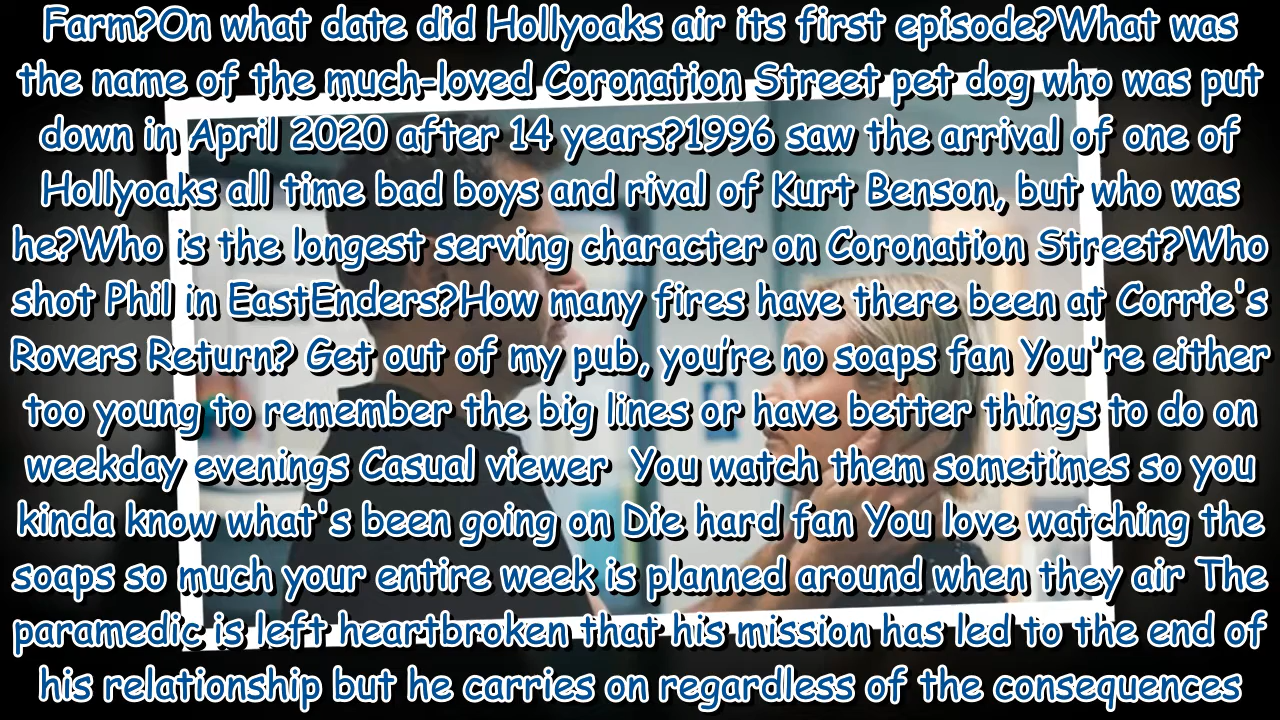 Farm?On what date did Hollyoaks air its first episode?What was
the name of the much-loved Coronation Street pet dog who was put
down in April 2020 after 14 years?1996 saw the arrival of one of
Hollyoaks all time bad boys and rival of Kurt Benson, but who was
he?Who is the longest serving character on Coronation Street?Who
shot Phil in EastEnders?How many fires have there been at Corrie's
Rovers Return? Get out of my pub, you’re no soaps fan You're either
too young to remember the big lines or have better things to do on
weekday evenings Casual viewer  You watch them sometimes so you
kinda know what's been going on Die hard fan You love watching the
soaps so much your entire week is planned around when they air The
paramedic is left heartbroken that his mission has led to the end of
his relationship but he carries on regardless of the consequences